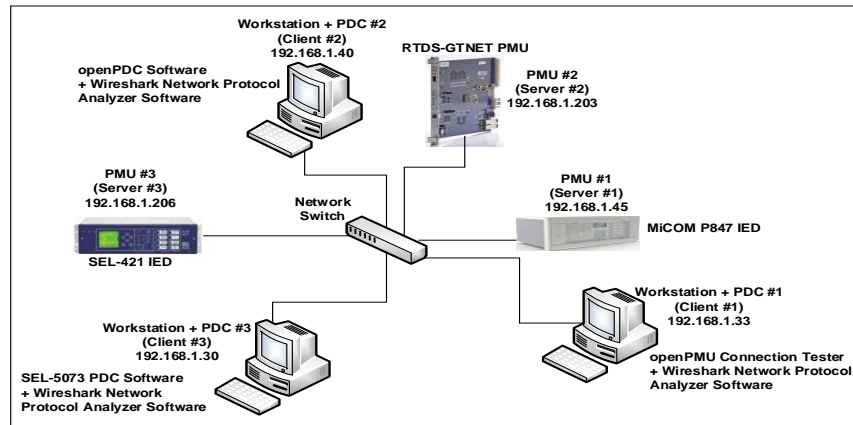 Workstation + PDC #2
(Client #2)
192.168.1.40
openPDC Software
+ Wireshark Network Protocol
Analyzer Software
RTDS-GTNET PMU
PMU #2
(Server #2)
192.168.1.203
PMU #3
(Server #3)
192.168.1.206
SEL-421 IED
Network
Switch
PMU #1
(Server #1)
192.168.1.45
MiCOM P847 IED
Workstation + PDC #3
(Client #3)
192.168.1.30
SEL-5073 PDC Software
+ Wireshark Network
Protocol Analyzer Software
Workstation + PDC #1
(Client #1)
192.168.1.33
openPMU Connection Tester
+ Wireshark Network Protocol
Analyzer Software